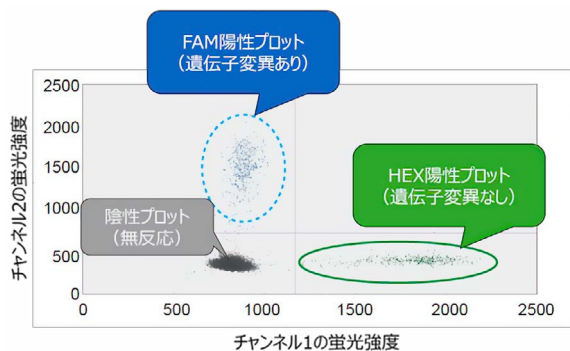 FAM陽性プロット
（遺伝子変異あり）
HEX陽性プロット
（遺伝子変異なし）
陰性プロット
（無反応）
チャンネル2の蛍光強度
2500
2000
1500
1000
500
0
0
500
1000
1500
2000
2500
チャンネル1の蛍光強度